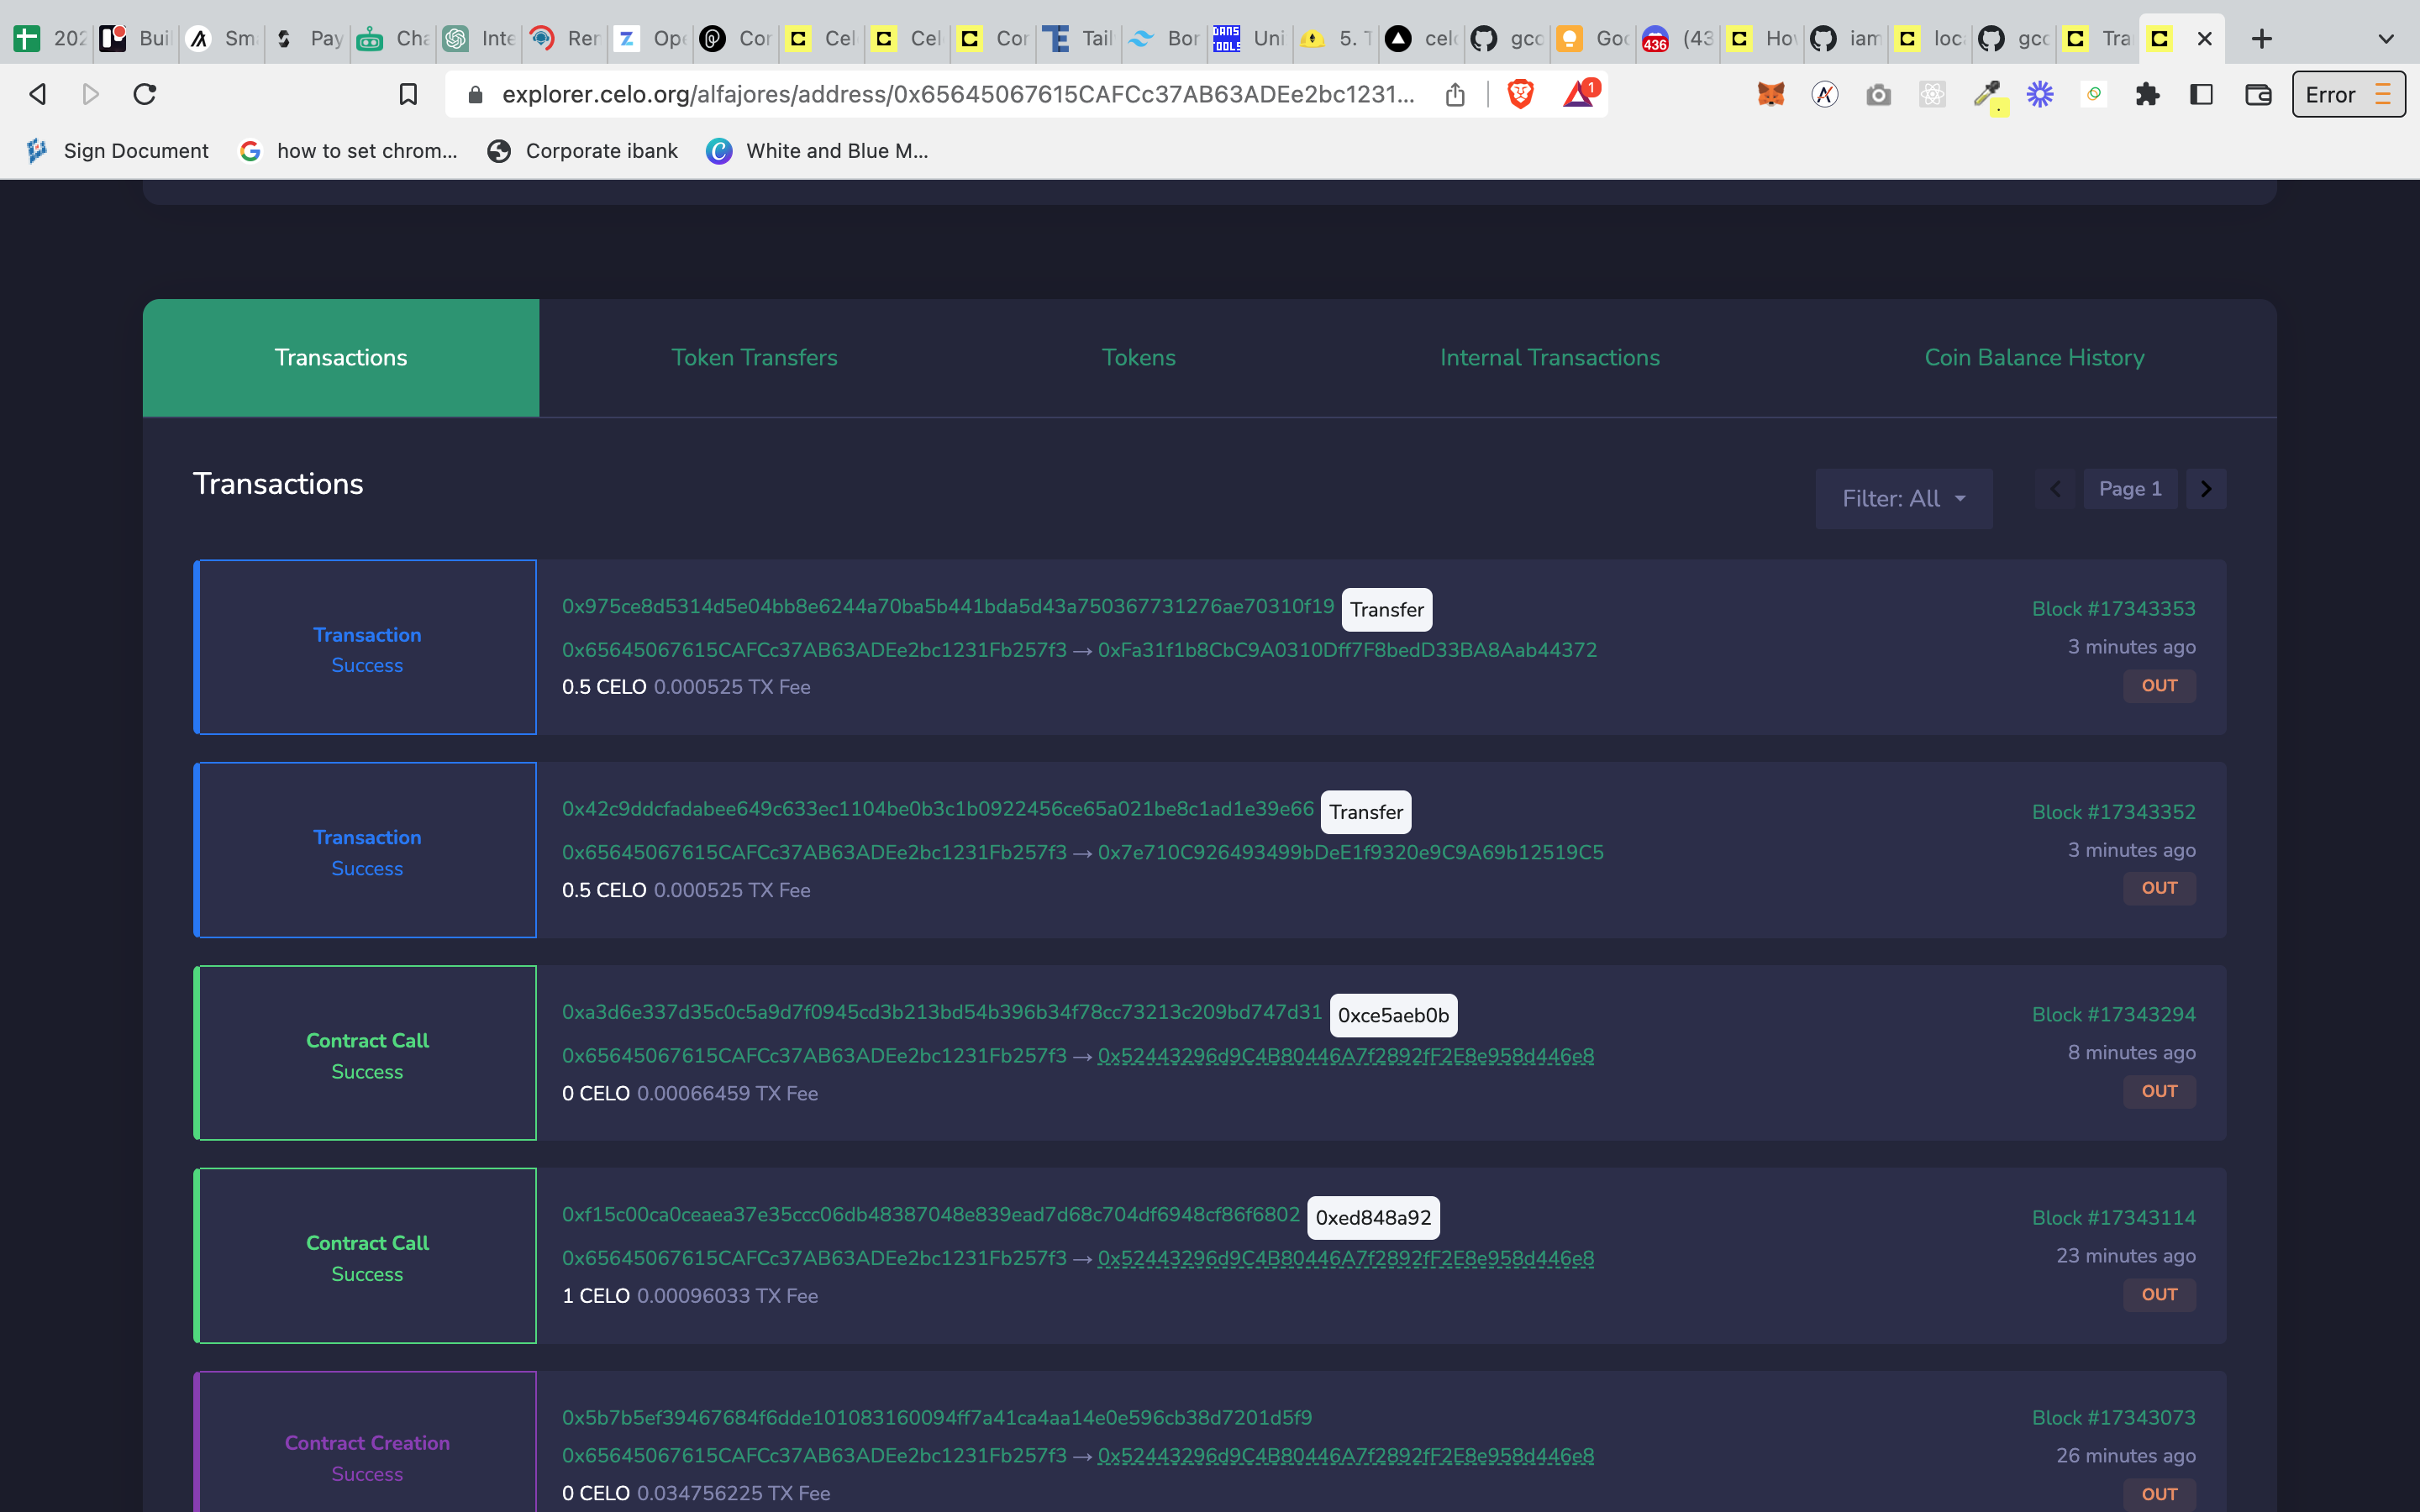 202 Buil Sm Pay Cha Inte Rer Ope Cor Cel Cel Cor Tail Bor Uni 5. T celo gcc Goo 436 (43 Hov iam loc gcc Tra
explorer.celo.org/alfajores/address/0x65645067615CAFCc37AB63ADEe2bc1231... 1 Error
Sign Document how to set chrom... Corporate ibank White and Blue M...
Transactions Token Transfers Tokens Internal Transactions Coin Balance History
Transactions
Filter: All Page 1
Transaction
Success
0x975ce8d5314d5e04bb8e6244a70ba5b441bda5d43a750367731276ae70310f19 Transfer
0x65645067615CAFCc37AB63ADEe2bc1231Fb257f3 → 0xFa31f1b8CbC9A0310Dff7F8bedD33BA8Aab44372
0.5 CELO 0.000525 TX Fee
Block #17343353
3 minutes ago
OUT
Transaction
Success
0x42c9ddcfadabee649c633ec1104be0b3c1b0922456ce65a021be8c1ad1e39e66 Transfer
0x65645067615CAFCc37AB63ADEe2bc1231Fb257f3 → 0x7e710C926493499bDeE1f9320e9C9A69b12519C5
0.5 CELO 0.000525 TX Fee
Block #17343352
3 minutes ago
OUT
Contract Call
Success
0xa3d6e337d35c0c5a9d7f0945cd3b213bd54b396b34f78cc73213c209bd747d31 0xce5aeb0b
0x65645067615CAFCc37AB63ADEe2bc1231Fb257f3 → 0x52443296d9C4B80446A7f2892fF2E8e958d446e8
0 CELO 0.00066459 TX Fee
Block #17343294
8 minutes ago
OUT
Contract Call
Success
0xf15c00ca0ceaea37e35ccc06db48387048e839ead7d68c704df6948cf86f6802 0xed848a92
0x65645067615CAFCc37AB63ADEe2bc1231Fb257f3 → 0x52443296d9C4B80446A7f2892fF2E8e958d446e8
1 CELO 0.00096033 TX Fee
Block #17343114
23 minutes ago
OUT
Contract Creation
Success
0x5b7b5ef39467684f6dde101083160094ff7a41ca4aa14e0e596cb38d7201d5f9
0x65645067615CAFCc37AB63ADEe2bc1231Fb257f3 → 0x52443296d9C4B80446A7f2892fF2E8e958d446e8
0 CELO 0.034756225 TX Fee
Block #17343073
26 minutes ago
OUT